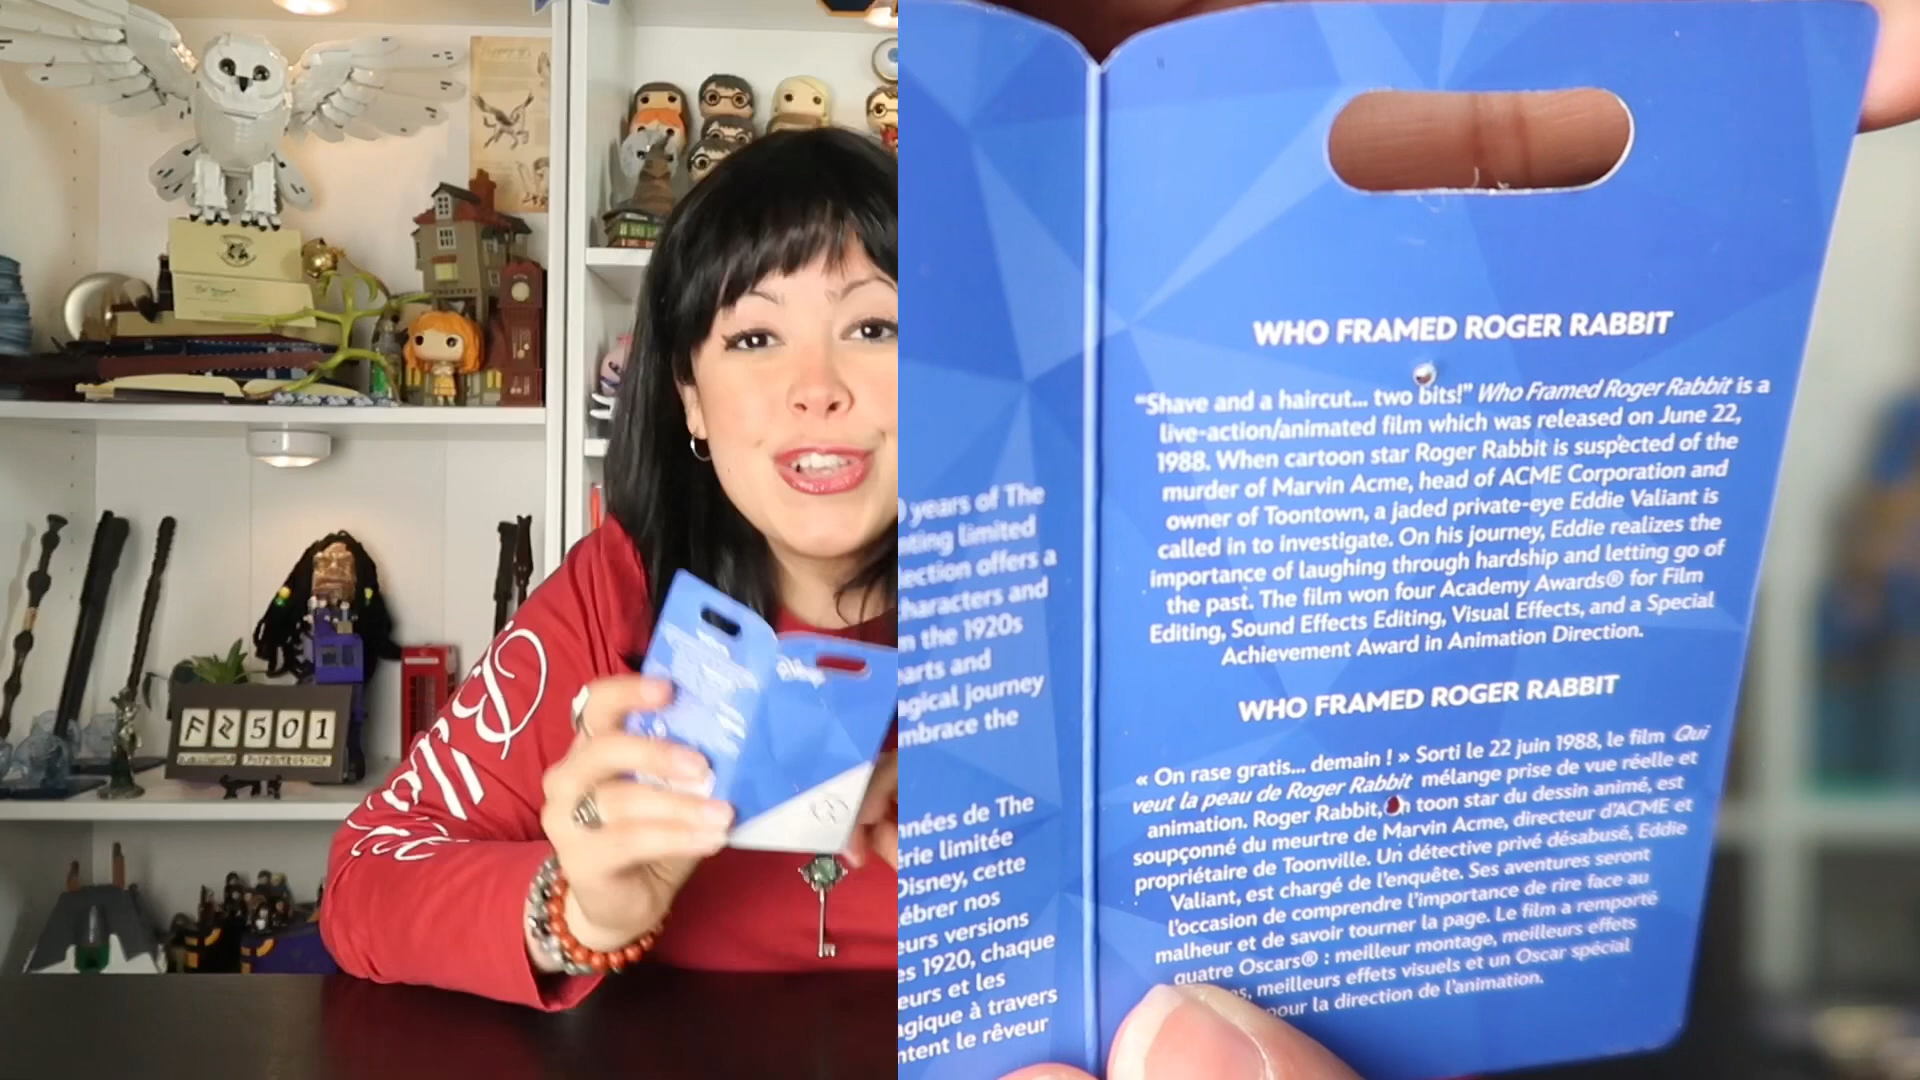 WHO FRAMED ROGER RABBIT
"Shave and a haircut... two bits!" Who Framed Roger Rabbit is a
live-action/animated film which was released on June 22,
1988. When cartoon star Roger Rabbit is suspected of the
murder of Marvin Acme, head of ACME Corporation and
owner of Toontown, a jaded private-eye Eddie Valiant is
called in to investigate. On his journey, Eddie realizes the
importance of laughing through hardship and letting go of
the past. The film won four Academy Awards® for Film
Editing, Sound Effects Editing, Visual Effects, and a Special
Achievement Award in Animation Direction.
WHO FRAMED ROGER RABBIT
« On rase gratis... demain ! » Sorti le 22 juin 1988, le film Qui
veut la peau de Roger Rabbit mélange prise de vue réelle et
animation. Roger Rabbit, toon star du dessin animé, est
soupçonné du meurtre de Marvin Acme, directeur d'ACME et
propriétaire de Toonville. Un détective privé désabusé, Eddie
Valiant, est chargé de l'enquête. Ses aventures seront
l'occasion de comprendre l'importance de rire face au
malheur et de savoir tourner la page. Le film a remporté
quatre Oscars® : meilleur montage, meilleurs effets
meilleurs effets visuels et un Oscar spécial
pour la direction de l'animation.
years of The
limited
offers a
and
the 1920s
and
journey
the
de The
limitée
Disney, cette
nos
versions
1920, chaque
et les
à travers
le rêveur
501